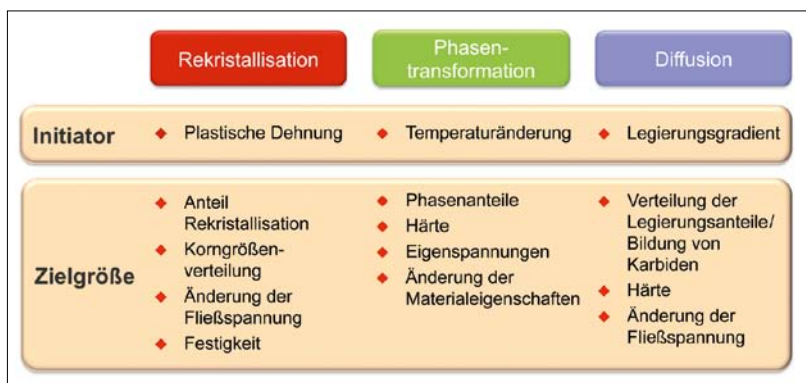 Rekristallisation
Phasen-
transformation
Diffusion
Initiator
Plastische Dehnung
Temperaturänderung
Legierungsgradient
Zielgröße
Anteil
Rekristallisation
Korngrößen-
verteilung
Änderung der
Fließspannung
Festigkeit
Phasenanteile
Härte
Eigenspannungen
Änderung der
Materialeigenschaften
Verteilung der
Legierungsanteile/
Bildung von
Karbiden
Härte
Änderung der
Fließspannung